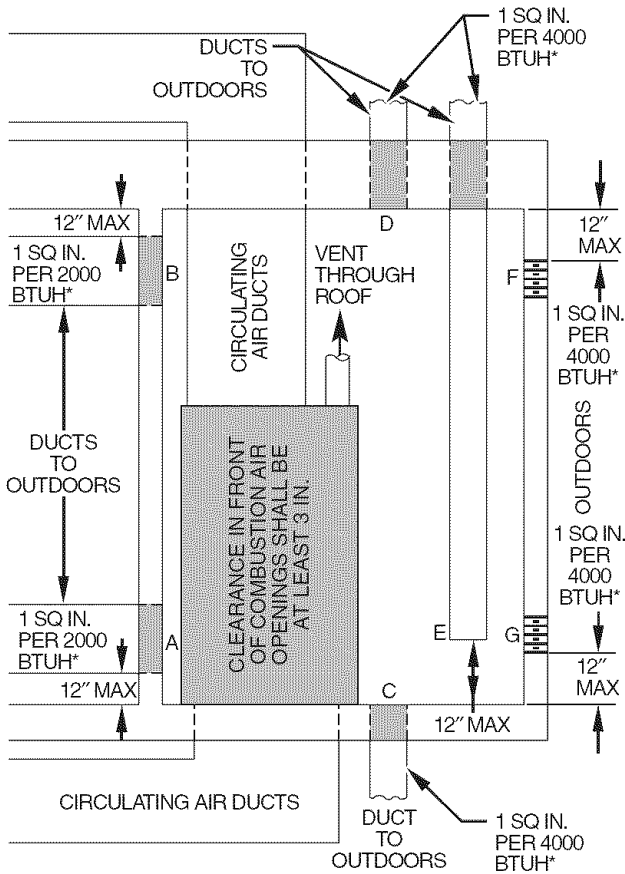 DUCTS
TO
OUTDOORS
1 SQ IN.
PER 4000
BTUH*
12″ MAX
1 SQ IN.
PER 2000
BTUH*
B
CIRCULATING
AIR DUCTS
VENT
THROUGH
ROOF
D
F
12″
MAX
1 SQ IN.
PER
4000
BTUH*
DUCTS
TO
OUTDOORS
CLEARANCE IN FRONT
OF COMBUSTION AIR
OPENINGS SHALL BE
AT LEAST 3 IN.
OUTDOORS
1 SQ IN.
PER
4000
BTUH*
1 SQ IN.
PER 2000
BTUH*
A
E
G
12″ MAX
C
12″ MAX
12″
MAX
CIRCULATING AIR DUCTS
DUCT
TO
OUTDOORS
1 SQ IN.
PER 4000
BTUH*